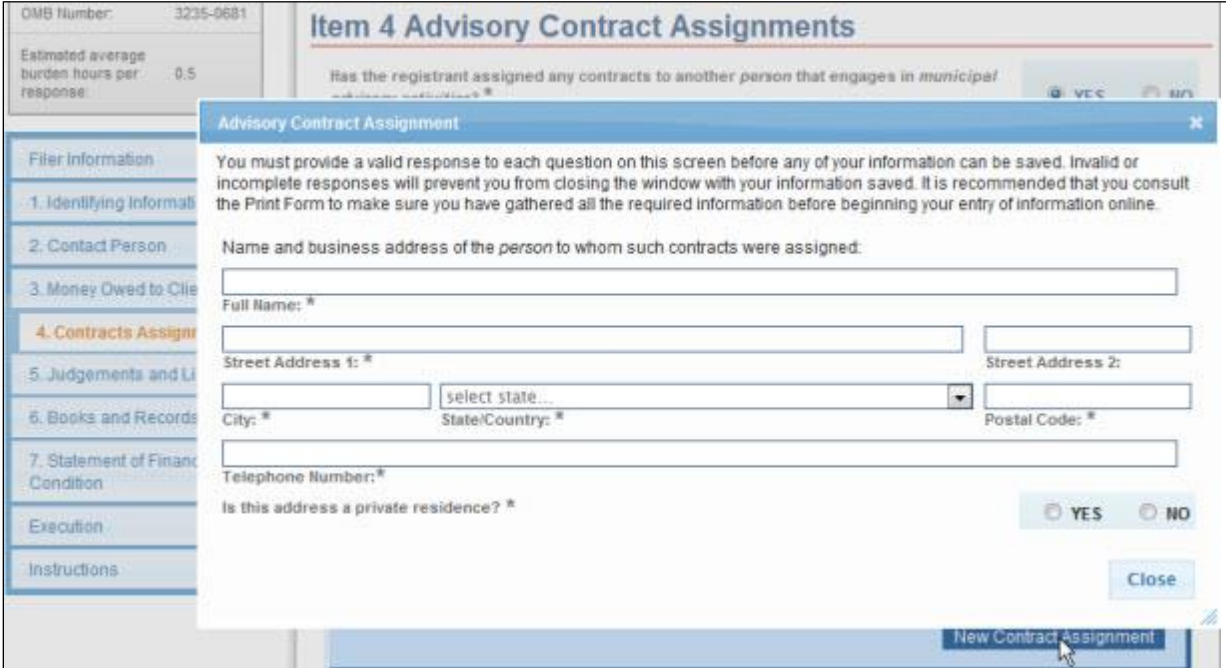 OMB Number: 3235-0681
Estimated average
burden hours per 0.5
response:
Item 4 Advisory Contract Assignments
Has the registrant assigned any contracts to another person that engages in municipal
advisory activities? *
YES NO
Filer Information
1. Identifying Informati
2. Contact Person
3. Money Owed to Clie
4. Contracts Assignm
5. Judgements and Li
6. Books and Records
7. Statement of Financ
Condition
Execution
Instructions
Advisory Contract Assignment
You must provide a valid response to each question on this screen before any of your information can be saved. Invalid or
incomplete responses will prevent you from closing the window with your information saved. It is recommended that you consult
the Print Form to make sure you have gathered all the required information before beginning your entry of information online.
Name and business address of the person to whom such contracts were assigned:
Full Name: *
Street Address 1: * Street Address 2:
select state...
City: * State/Country: * Postal Code: *
Telephone Number:*
Is this address a private residence? * YES NO
Close
New Contract Assignment